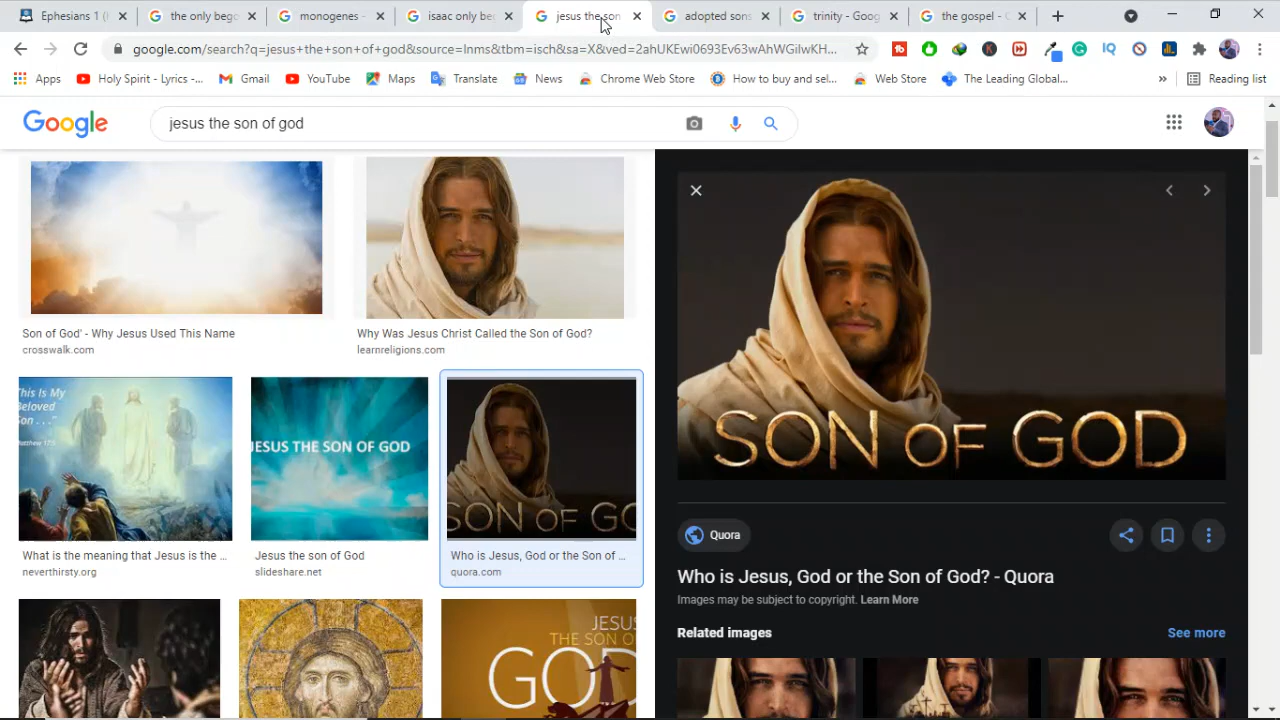 Ephesians 1 (
the only bego
monogenes -
isaac only be
jesus the son
adopted sons
trinity - Goog
the gospel - G
google.com/search?q=jesus+the+son+of+god&source=lnms&tbm=isch&sa=X&ved=2ahUKEwi0693Ev63wAhWGilwKH...
Apps
Holy Spirit - Lyrics -...
Gmail
YouTube
Maps
Translate
News
Chrome Web Store
How to buy and sel...
Web Store
The Leading Global...
»
Reading list
Google
jesus the son of god
Son of God' - Why Jesus Used This Name
crosswalk.com
Why Was Jesus Christ Called the Son of God?
learnreligions.com
This Is My
Beloved
Son . . ."
Matthew 17:5
What is the meaning that Jesus is the ...
neverthirsty.org
JESUS THE SON OF GOD
Jesus the son of God
slideshare.net
SON OF GO
Who is Jesus, God or the Son of ...
quora.com
JESUS
THE SON OF
GOD
SON OF GOD
Quora
Who is Jesus, God or the Son of God? - Quora
Images may be subject to copyright. Learn More
Related images
See more